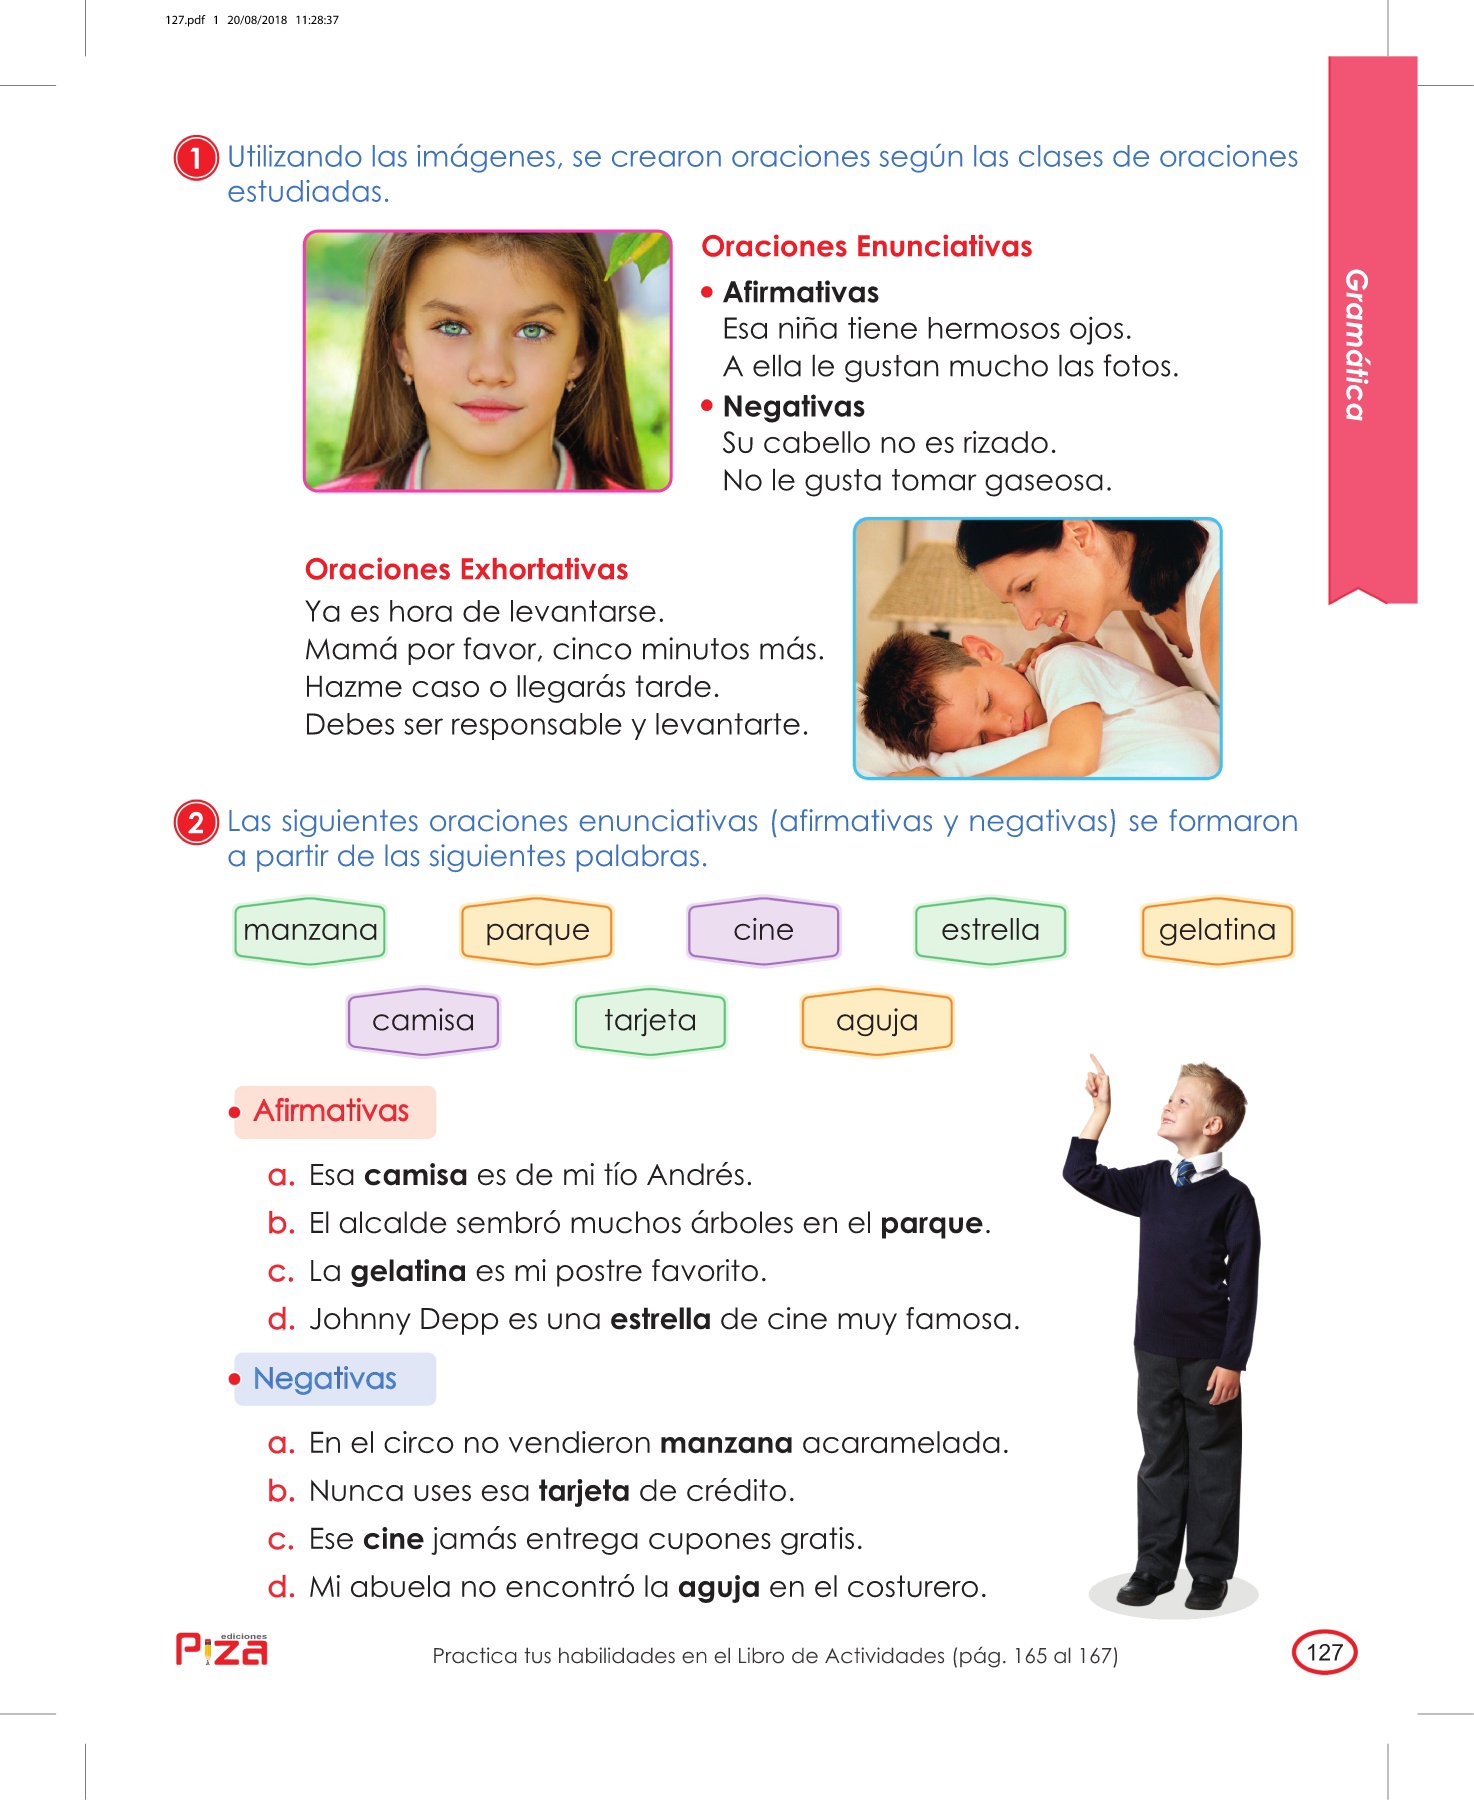 127.pdf 1 20/08/2018 11:28:37
1 Utilizando las imágenes, se crearon oraciones según las clases de oraciones
estudiadas.
Oraciones Enunciativas
• Afirmativas
Esa niña tiene hermosos ojos.
A ella le gustan mucho las fotos.
• Negativas
Su cabello no es rizado.
No le gusta tomar gaseosa.
Gramática
Oraciones Exhortativas
Ya es hora de levantarse.
Mamá por favor, cinco minutos más.
Hazme caso o llegarás tarde.
Debes ser responsable y levantarte.
2 Las siguientes oraciones enunciativas (afirmativas y negativas) se formaron
a partir de las siguientes palabras.
manzana parque cine estrella gelatina
camisa tarjeta aguja
• Afirmativas
a. Esa camisa es de mi tío Andrés.
b. El alcalde sembró muchos árboles en el parque.
c. La gelatina es mi postre favorito.
d. Johnny Depp es una estrella de cine muy famosa.
• Negativas
a. En el circo no vendieron manzana acaramelada.
b. Nunca uses esa tarjeta de crédito.
c. Ese cine jamás entrega cupones gratis.
d. Mi abuela no encontró la aguja en el costurero.
ediciones
Piza
Practica tus habilidades en el Libro de Actividades (pág. 165 al 167)
127